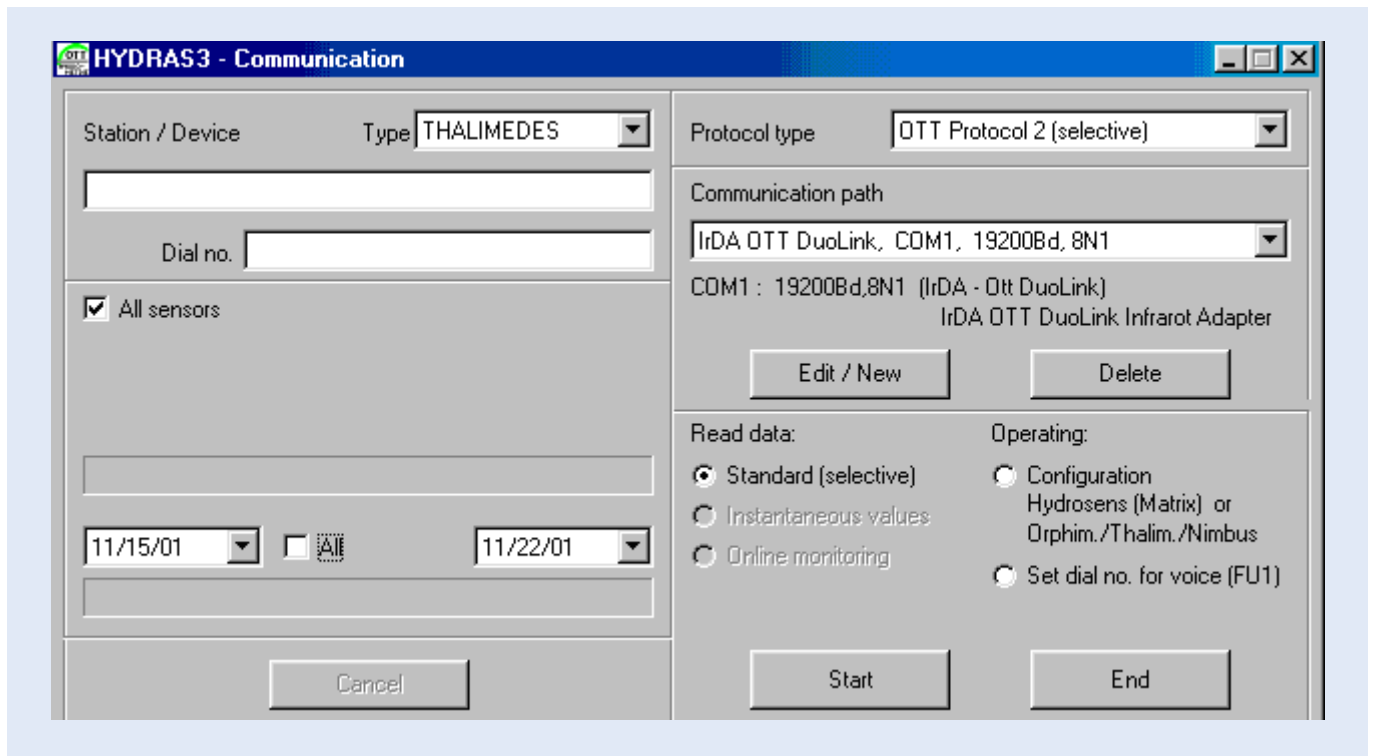 HYDRAS3 - Communication
Station / Device Type THALIMEDES
Dial no.
All sensors
11/15/01 All 11/22/01
Cancel
Protocol type OTT Protocol 2 (selective)
Communication path
IrDA OTT DuoLink, COM1, 19200Bd, 8N1
COM1 : 19200Bd,8N1 (IrDA - Ott DuoLink)
IrDA OTT DuoLink Infrarot Adapter
Edit / New Delete
Read data:
Standard (selective)
Instantaneous values
Online monitoring
Operating:
Configuration
Hydrosens (Matrix) or
Orphim./Thalim./Nimbus
Set dial no. for voice (FU1)
Start End